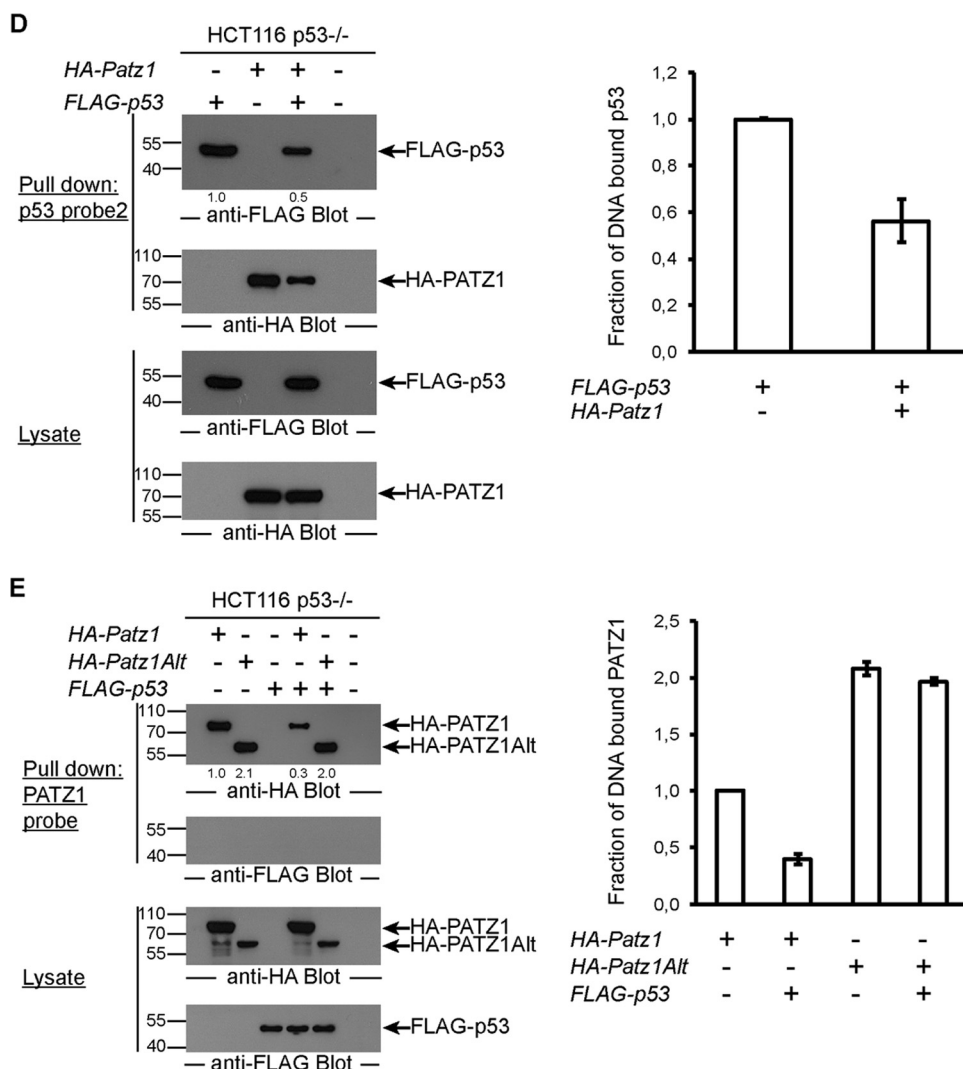 D
HCT116 p53-/-
HA-Patz1 - + + -
FLAG-p53 + - + -
Pull down:
p53 probe2
55
40
FLAG-p53
1.0 0.5
anti-FLAG Blot
110
70
55
HA-PATZ1
anti-HA Blot
Lysate
55
40
FLAG-p53
anti-FLAG Blot
110
70
55
HA-PATZ1
anti-HA Blot
Fraction of DNA bound p53
1,2
1,0
0,8
0,6
0,4
0,2
0,0
FLAG-p53 + +
HA-Patz1 - +
E
HCT116 p53-/-
HA-Patz1 + - - + - -
HA-Patz1Alt - + - - + -
FLAG-p53 - - + + + -
Pull down:
PATZ1
probe
110
70
55
HA-PATZ1
HA-PATZ1Alt
1.0 2.1 0.3 2.0
anti-HA Blot
55
40
anti-FLAG Blot
Lysate
110
70
55
HA-PATZ1
HA-PATZ1Alt
anti-HA Blot
55
40
FLAG-p53
anti-FLAG Blot
Fraction of DNA bound PATZ1
2,5
2,0
1,5
1,0
0,5
0,0
HA-Patz1 + + - -
HA-Patz1Alt - - + +
FLAG-p53 - + - +